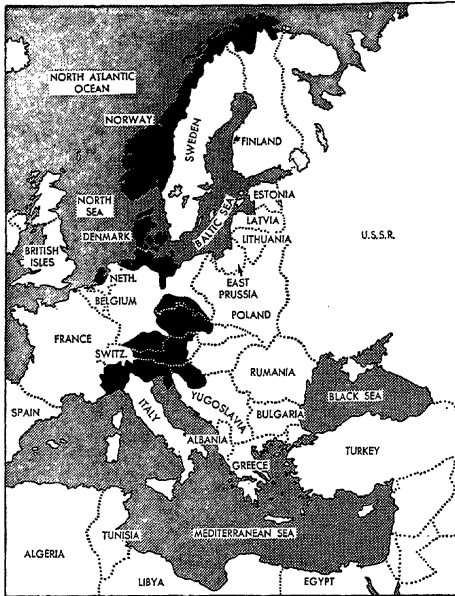 NORTH ATLANTIC
OCEAN
NORWAY
SWEDEN
FINLAND
NORTH
SEA
ESTONIA
BALTIC SEA
LATVIA
DENMARK
LITHUANIA
U.S.S.R.
BRITISH
ISLES
NETH.
EAST
PRUSSIA
BELGIUM
POLAND
FRANCE
SWITZ.
RUMANIA
BLACK SEA
SPAIN
ITALY
YUGOSLAVIA
BULGARIA
ALBANIA
TURKEY
GREECE
TUNISIA
MEDITERRANEAN SEA
ALGERIA
LIBYA
EGYPT